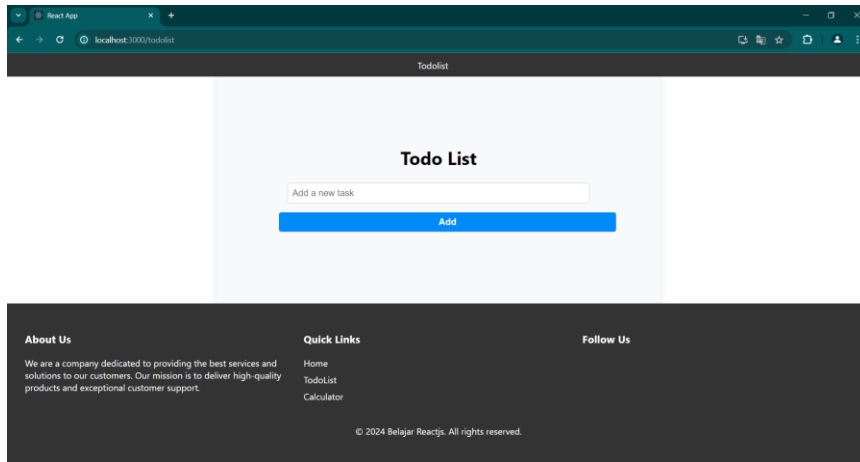 React App
localhost:3000/todolist
Todolist
Todo List
Add a new task
Add
About Us
We are a company dedicated to providing the best services and
solutions to our customers. Our mission is to deliver high-quality
products and exceptional customer support.
Quick Links
Home
TodoList
Calculator
Follow Us
© 2024 Belajar Reactjs. All rights reserved.